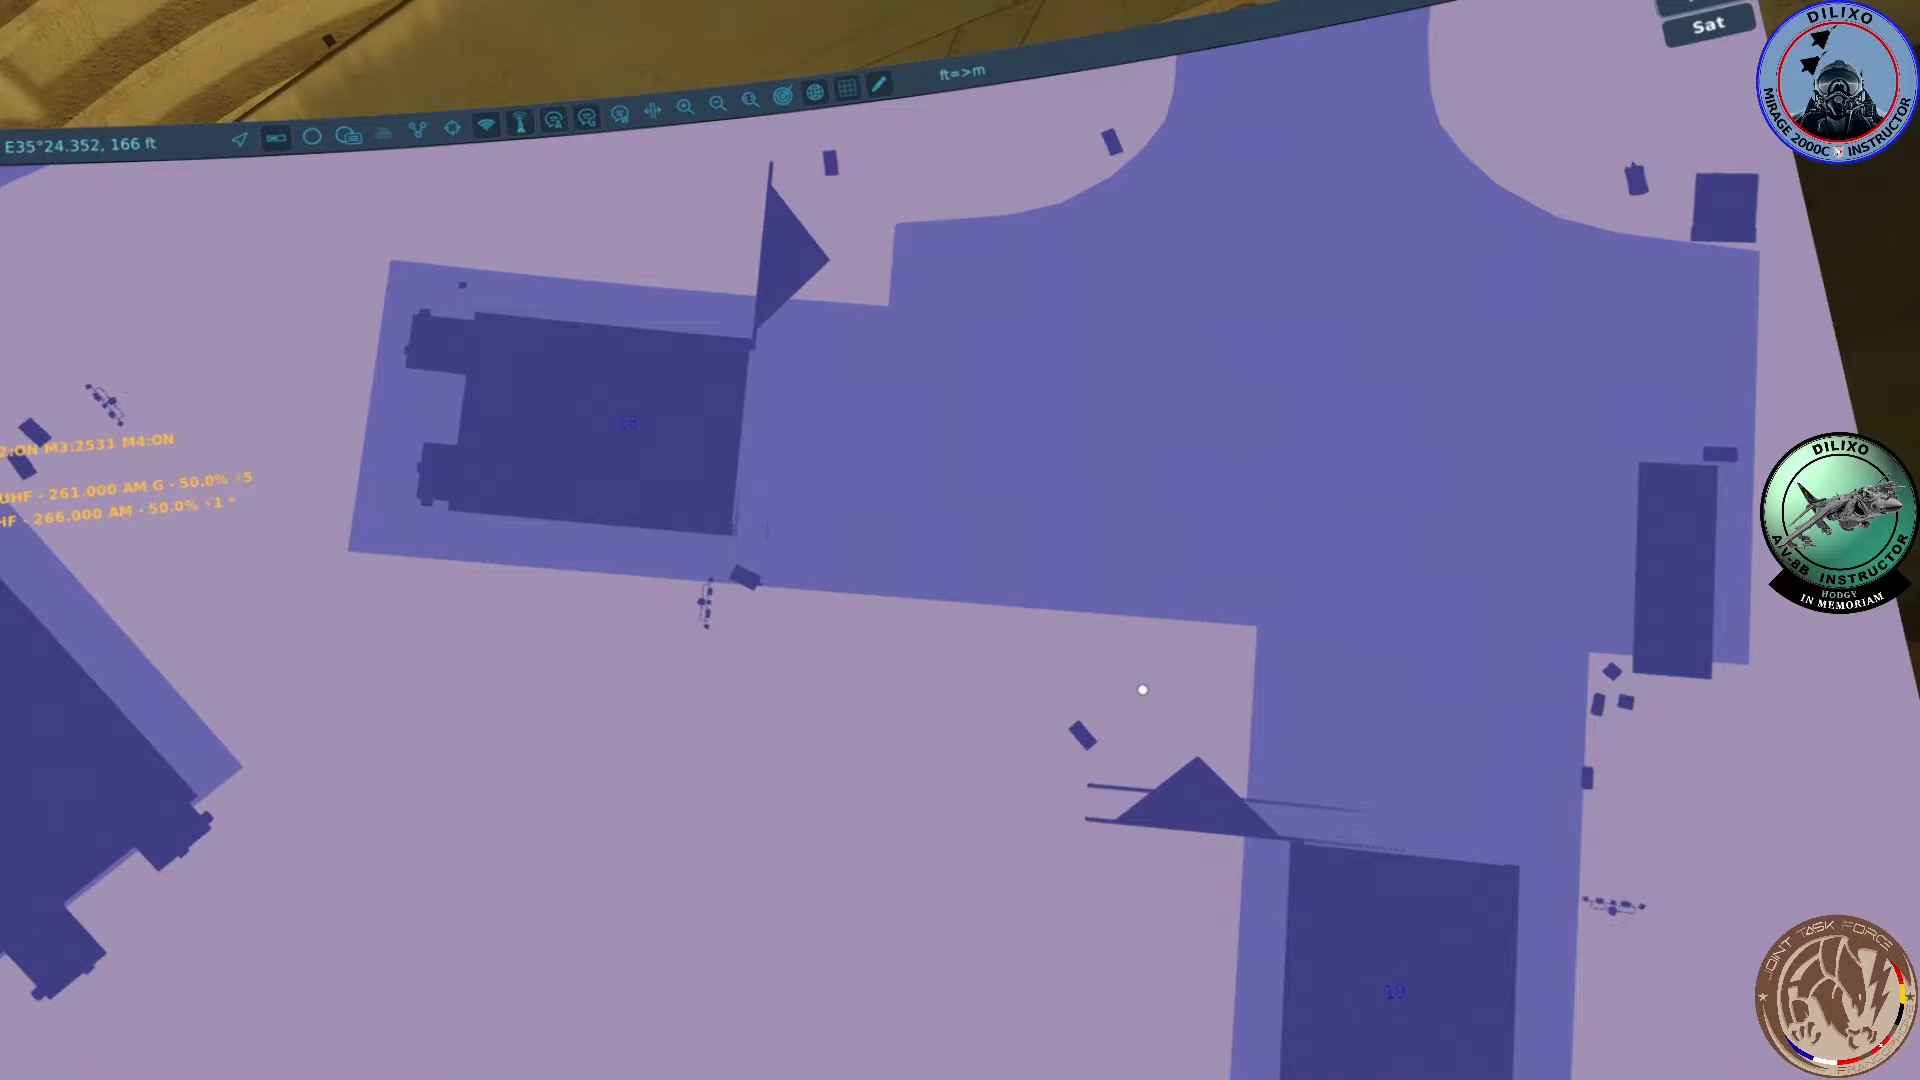 Sat
ft=>m
E35°24.352, 166 ft
DILIXO
MIRAGE 2000C INSTRUCTOR
2:ON M3:2531 M4:ON
UHF - 261.000 AM G - 50.0%
HF - 266.000 AM - 50.0%
DILIXO
AV-8B INSTRUCTOR
HODGY
IN MEMORIAM
JOINT TASK FORCE
19